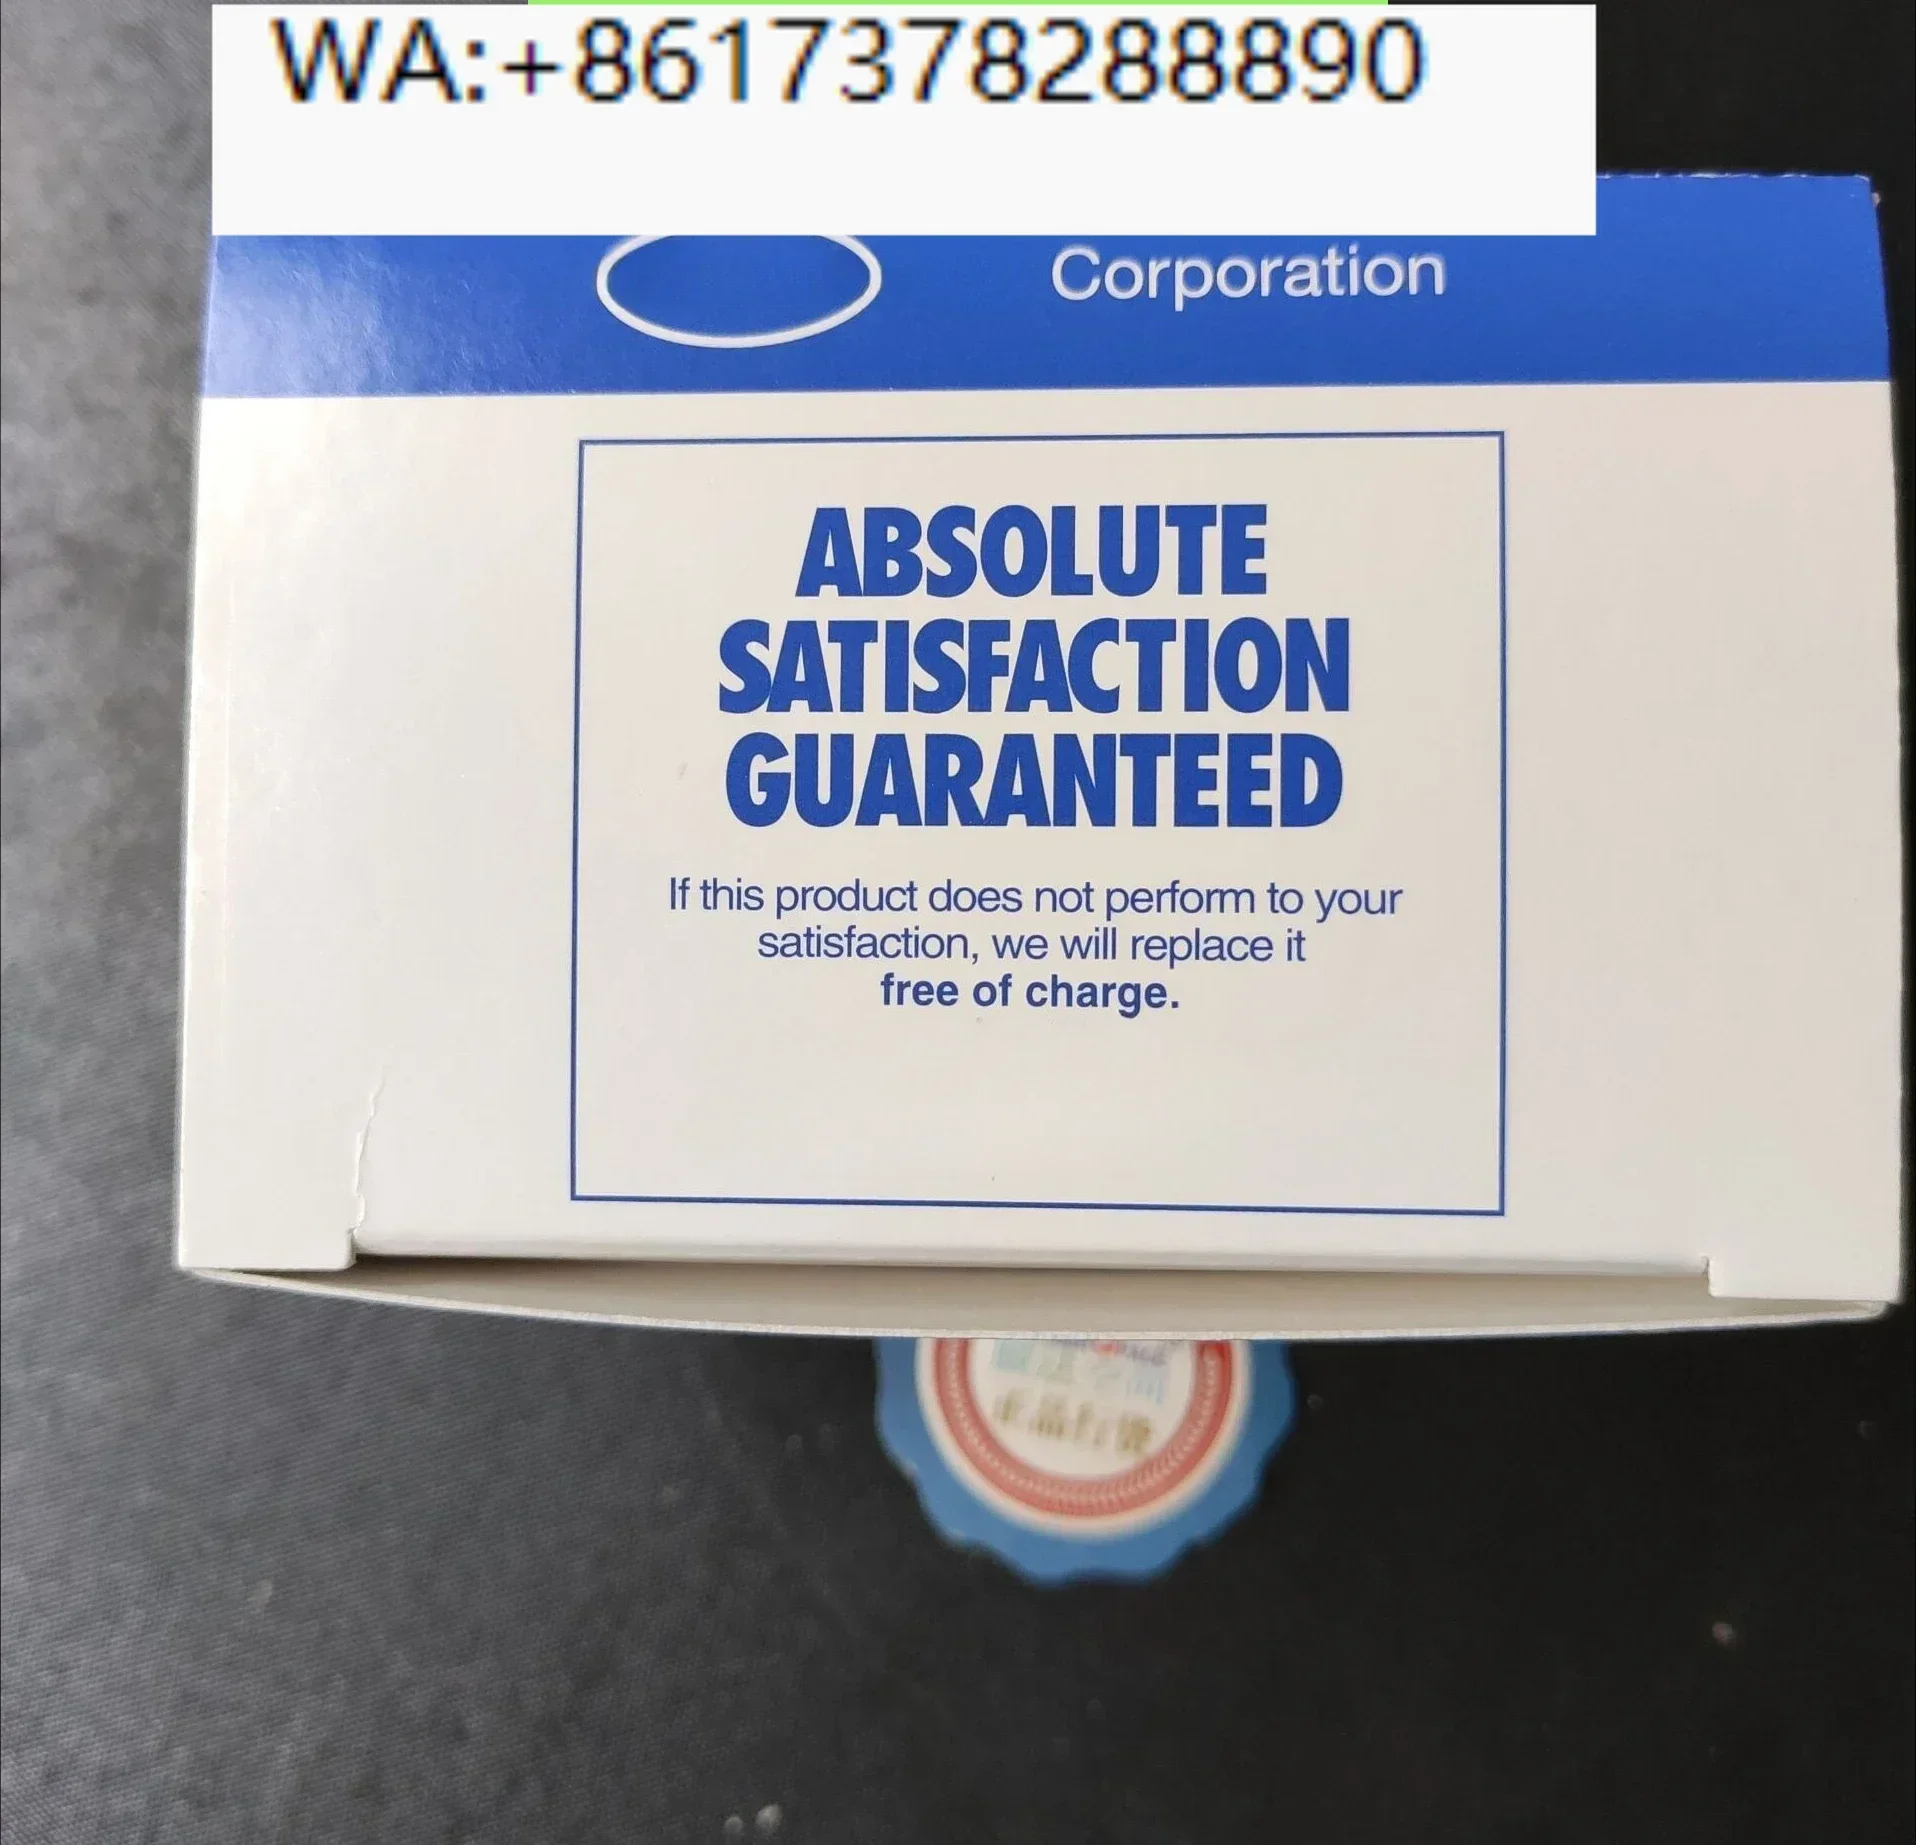 WA:+8617378288890
Corporation
ABSOLUTE
SATISFACTION
GUARANTEED
If this product does not perform to your
satisfaction, we will replace it
free of charge.